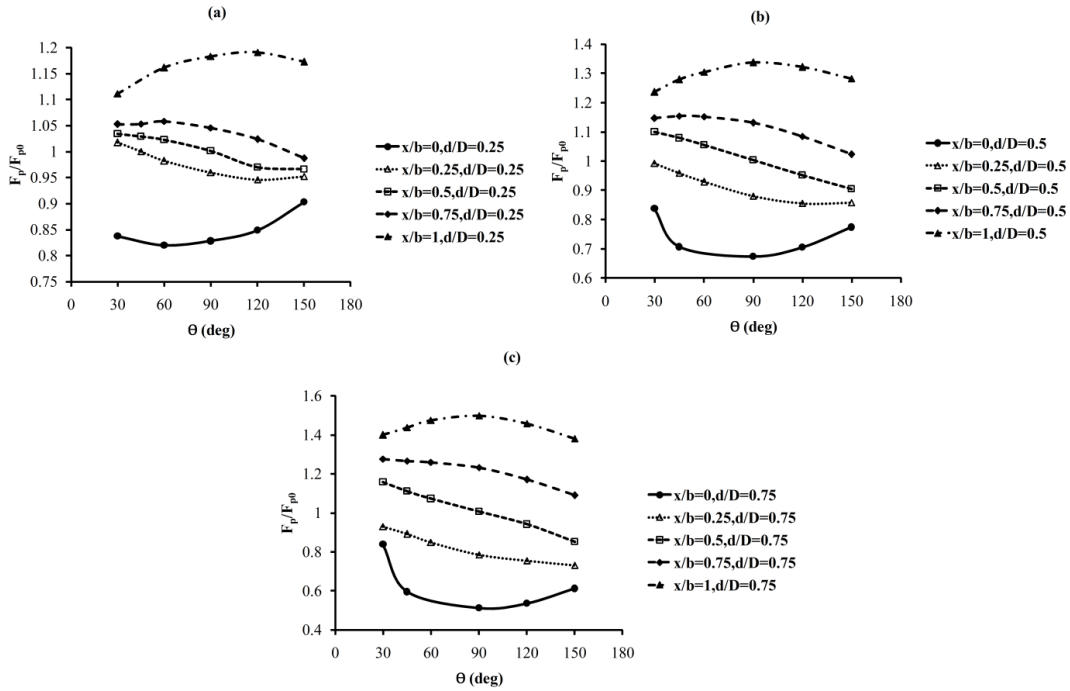 (a)
1.2
1.15
1.1
1.05
1
0.95
0.9
0.85
0.75
0 30 60 90 120 150 180
Fp/Fp0
Ɵ (deg)
x/b=0,d/D=0.25
x/b=0.25,d/D=0.25
x/b=0.5,d/D=0.25
x/b=0.75,d/D=0.25
x/b=1,d/D=0.25
(b)
1.4
1.3
1.2
1.1
1
0.9
0.8
0.7
0.6
0 30 60 90 120 150 180
Fp/Fp0
Ɵ (deg)
x/b=0,d/D=0.5
x/b=0.25,d/D=0.5
x/b=0.5,d/D=0.5
x/b=0.75,d/D=0.5
x/b=1,d/D=0.5
(c)
1.6
1.4
1.2
1
0.8
0.6
0.4
0 30 60 90 120 150 180
Fp/Fp0
Ɵ (deg)
x/b=0,d/D=0.75
x/b=0.25,d/D=0.75
x/b=0.5,d/D=0.75
x/b=0.75,d/D=0.75
x/b=1,d/D=0.75